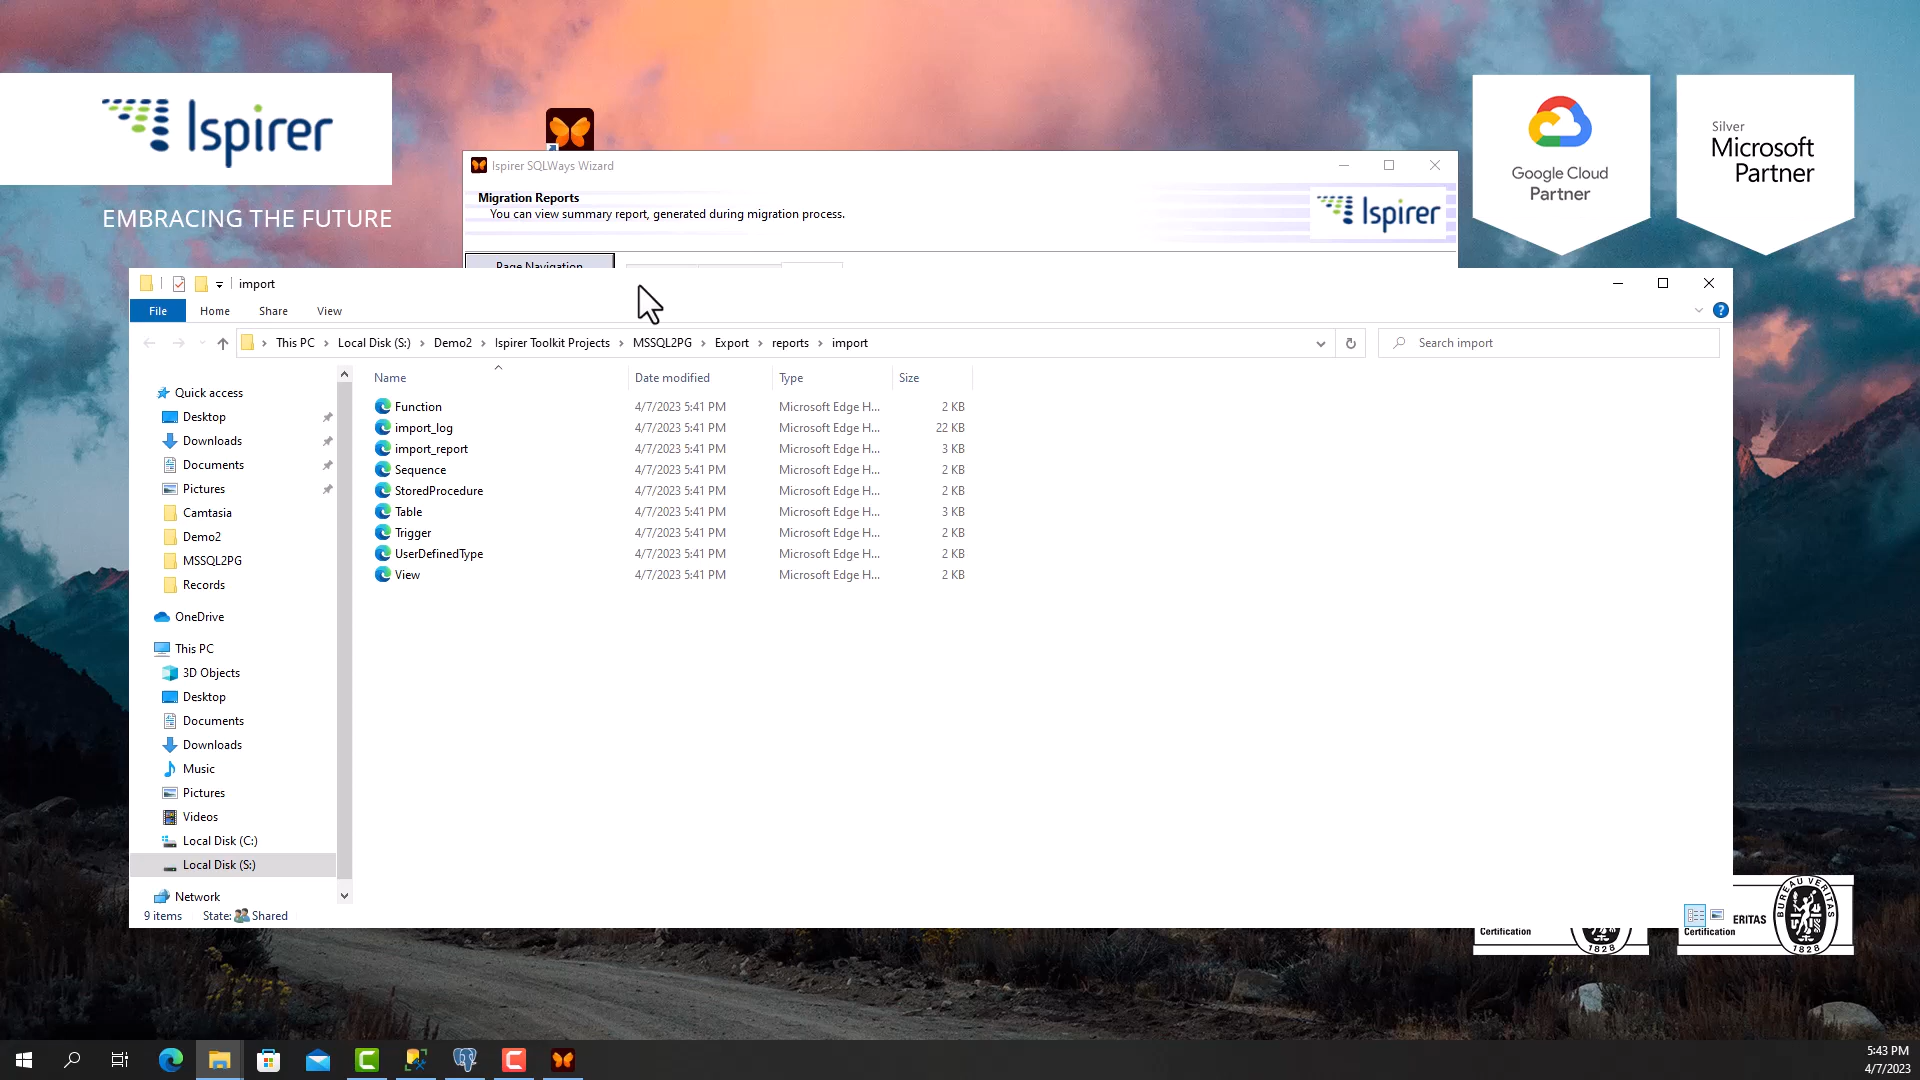 Ispirer
EMBRACING THE FUTURE
Google Cloud
Partner
Silver
Microsoft
Partner
Ispirer SQLWays Wizard
Migration Reports
You can view summary report, generated during migration process.
Ispirer
Page Navigation
import
File
Home
Share
View
This PC
Local Disk (S:)
Demo2
Ispirer Toolkit Projects
MSSQL2PG
Export
reports
import
Search import
Name
Date modified
Type
Size
Quick access
Desktop
Downloads
Documents
Pictures
Camtasia
Demo2
MSSQL2PG
Records
OneDrive
This PC
3D Objects
Desktop
Documents
Downloads
Music
Pictures
Videos
Local Disk (C:)
Local Disk (S:)
Network
Function 4/7/2023 5:41 PM Microsoft Edge H... 2 KB
import_log 4/7/2023 5:41 PM Microsoft Edge H... 22 KB
import_report 4/7/2023 5:41 PM Microsoft Edge H... 3 KB
Sequence 4/7/2023 5:41 PM Microsoft Edge H... 2 KB
StoredProcedure 4/7/2023 5:41 PM Microsoft Edge H... 2 KB
Table 4/7/2023 5:41 PM Microsoft Edge H... 3 KB
Trigger 4/7/2023 5:41 PM Microsoft Edge H... 2 KB
UserDefinedType 4/7/2023 5:41 PM Microsoft Edge H... 2 KB
View 4/7/2023 5:41 PM Microsoft Edge H... 2 KB
9 items
State: Shared
Certification
1828
ERITAS
Certification
BUREAU VERITAS
1828
5:43 PM
4/7/2023